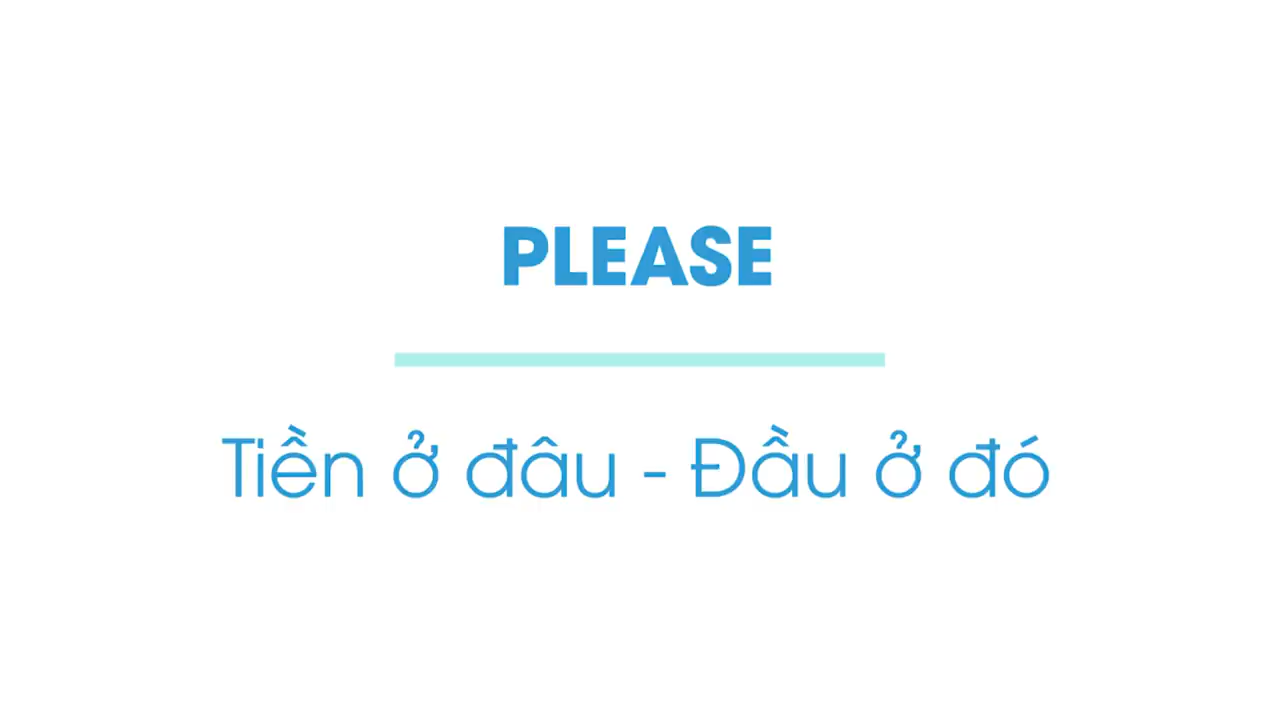 PLEASE
Tiền ở đâu - Đầu ở đó